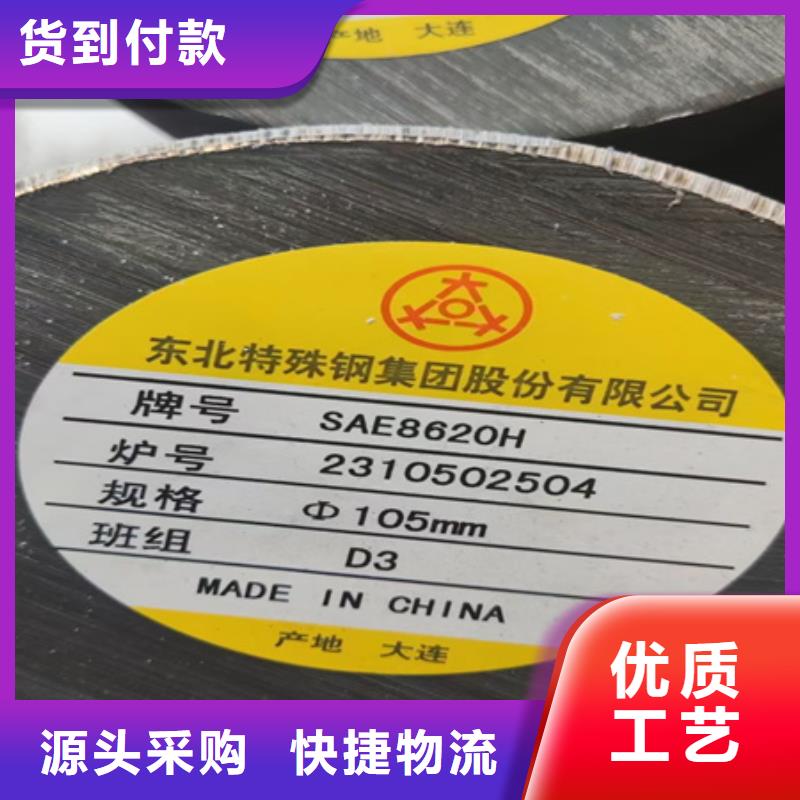 货到付款
产地 大连
东北特殊钢集团股份有限公司
牌号 SAE8620H
炉号 2310502504
规格 Φ105mm
班组 D3
MADE IN CHINA
产地 大连
优质
工艺
源头采购 快捷物流